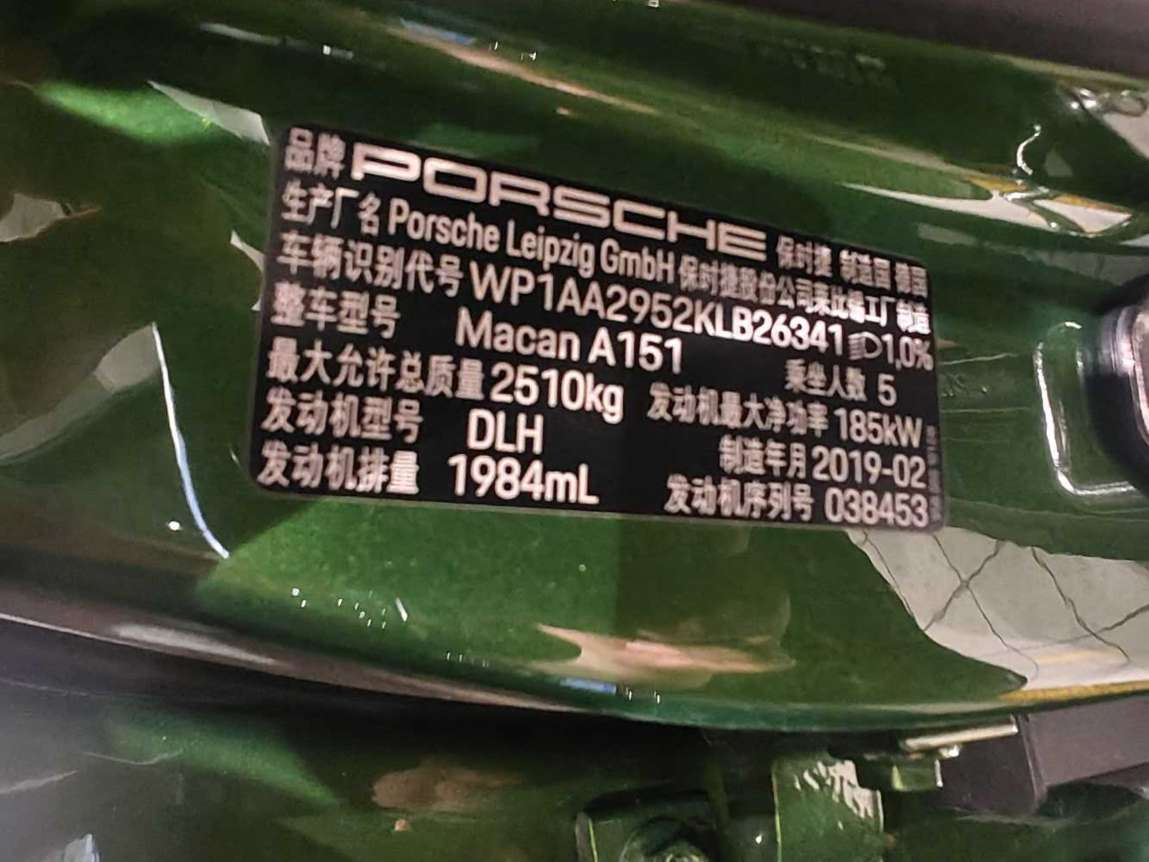 品牌 PORSCHE 保时捷 制造国 德国
生产厂名 Porsche Leipzig GmbH 保时捷股份公司莱比锡工厂制造
车辆识别代号 WP1AA2952KLB26341 1,0%
整车型号 Macan A151 乘坐人数 5
最大允许总质量 2510kg 发动机最大净功率 185kW
发动机型号 DLH 制造年月 2019-02
发动机排量 1984mL 发动机序列号 038453